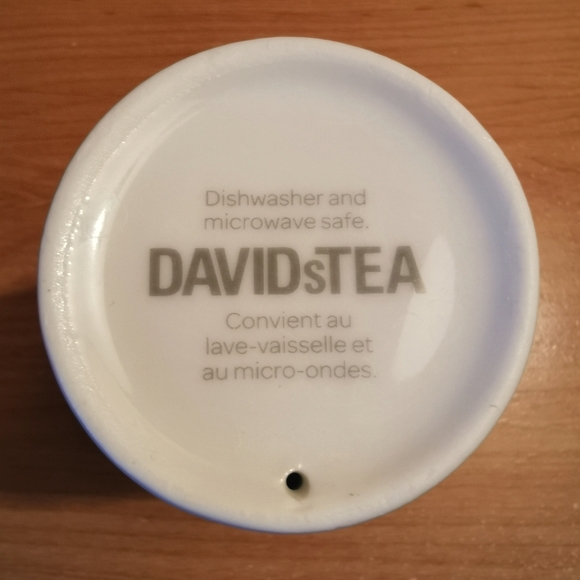 Dishwasher and
microwave safe.
DAVIDsTEA
Convient au
lave-vaisselle et
au micro-ondes.